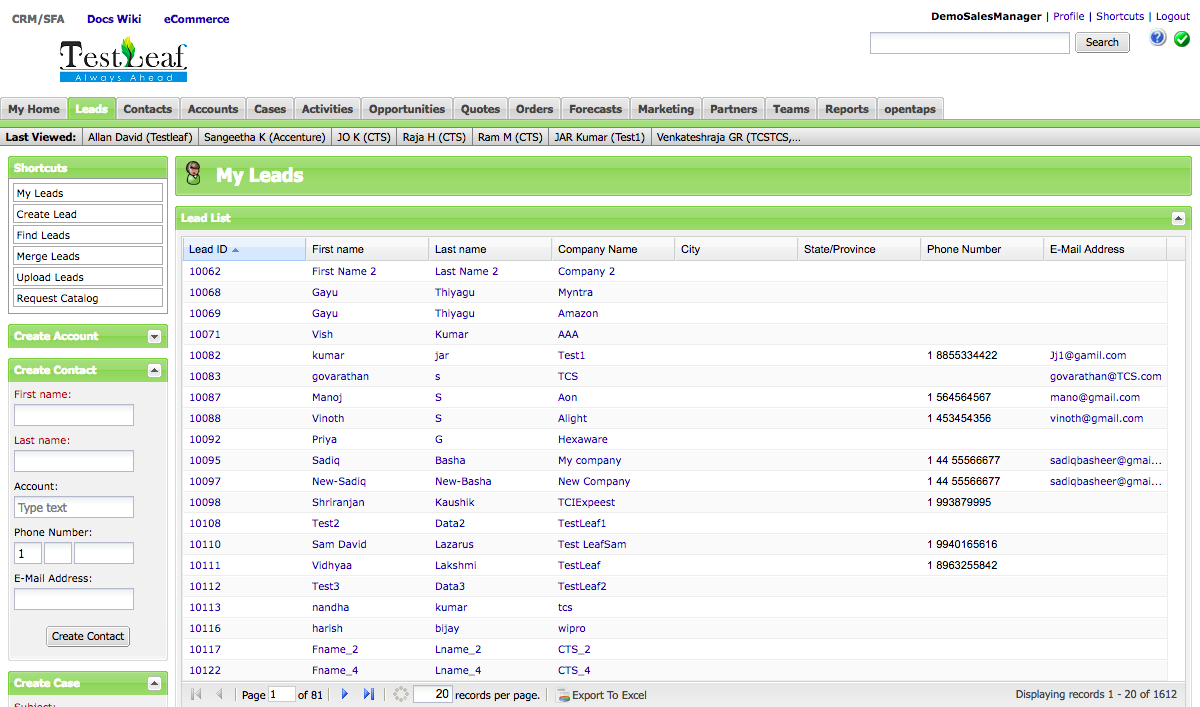 CRM/SFA Docs Wiki eCommerce
DemoSalesManager | Profile | Shortcuts | Logout
TestLeaf
Always Ahead
Search
?
My Home Leads Contacts Accounts Cases Activities Opportunities Quotes Orders Forecasts Marketing Partners Teams Reports opentaps
Last Viewed: Allan David (Testleaf) Sangeetha K (Accenture) JO K (CTS) Raja H (CTS) Ram M (CTS) JAR Kumar (Test1) Venkateshraja GR (TCSTCS,...
Shortcuts
My Leads
Create Lead
Find Leads
Merge Leads
Upload Leads
Request Catalog
Create Account
Create Contact
First name:
Last name:
Account:
Type text
Phone Number:
1
E-Mail Address:
Create Contact
Create Case
Subject:
My Leads
Lead List
Lead ID First name Last name Company Name City State/Province Phone Number E-Mail Address
10062 First Name 2 Last Name 2 Company 2
10068 Gayu Thiyagu Myntra
10069 Gayu Thiyagu Amazon
10071 Vish Kumar AAA
10082 kumar jar Test1 1 8855334422 Jj1@gamil.com
10083 govarathan s TCS govarathan@TCS.com
10087 Manoj S Aon 1 564564567 mano@gmail.com
10088 Vinoth S Alight 1 453454356 vinoth@gmail.com
10092 Priya G Hexaware
10095 Sadiq Basha My company 1 44 55566677 sadiqbasheer@gmai...
10097 New-Sadiq New-Basha New Company 1 44 55566677 sadiqbasheer@gmai...
10098 Shriranjan Kaushik TCIExpeest 1 993879995
10108 Test2 Data2 TestLeaf1
10110 Sam David Lazarus Test LeafSam 1 9940165616
10111 Vidhyaa Lakshmi TestLeaf 1 8963255842
10112 Test3 Data3 TestLeaf2
10113 nandha kumar tcs
10116 harish bijay wipro
10117 Fname_2 Lname_2 CTS_2
10122 Fname_4 Lname_4 CTS_4
Page 1 of 81 20 records per page. Export To Excel Displaying records 1 - 20 of 1612